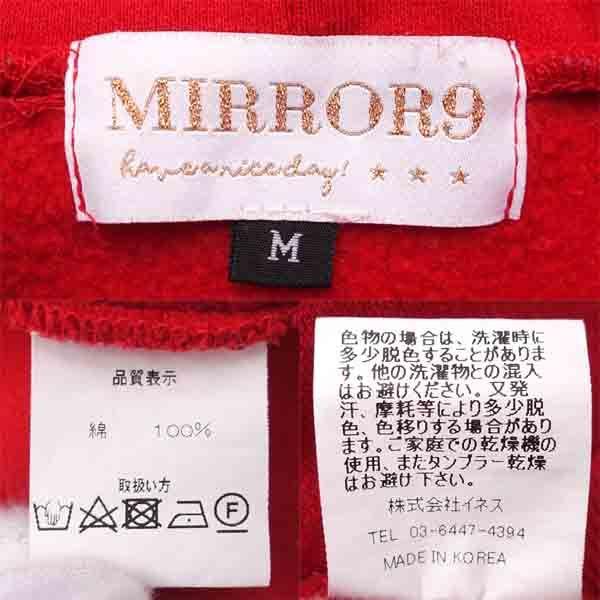 MIRROR9
have a nice day!
M
品質表示
綿 100%
取扱い方
F
色物の場合は、洗濯時に
多少脱色することがありま
す。他の洗濯物との混入
はお避けください。又発
汗、摩耗等により多少脱
色、色移りする場合があり
ます。ご家庭での乾燥機の
使用、またタンブラー乾燥
はお避け下さい。
株式会社イネス
TEL 03-6447-4394
MADE IN KOREA